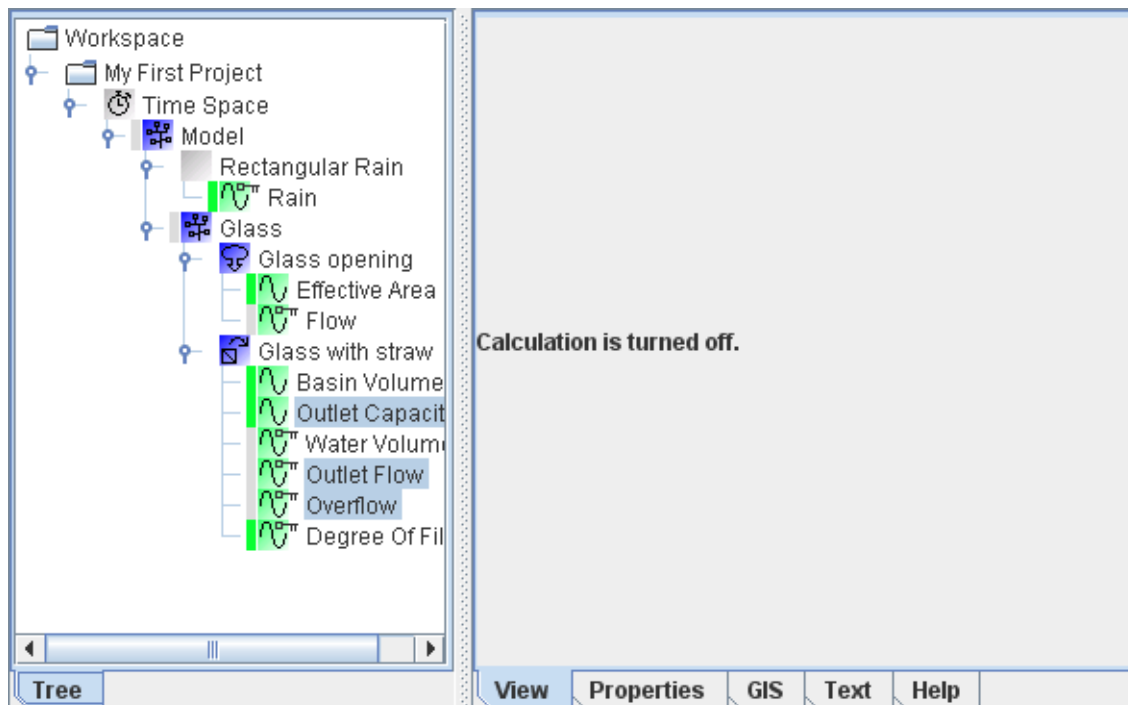 Workspace
My First Project
Time Space
Model
Rectangular Rain
Rain
Glass
Glass opening
Effective Area
Flow
Glass with straw
Basin Volume
Outlet Capacit
Water Volum
Outlet Flow
Overflow
Degree Of Fil
Calculation is turned off.
Tree
View Properties GIS Text Help